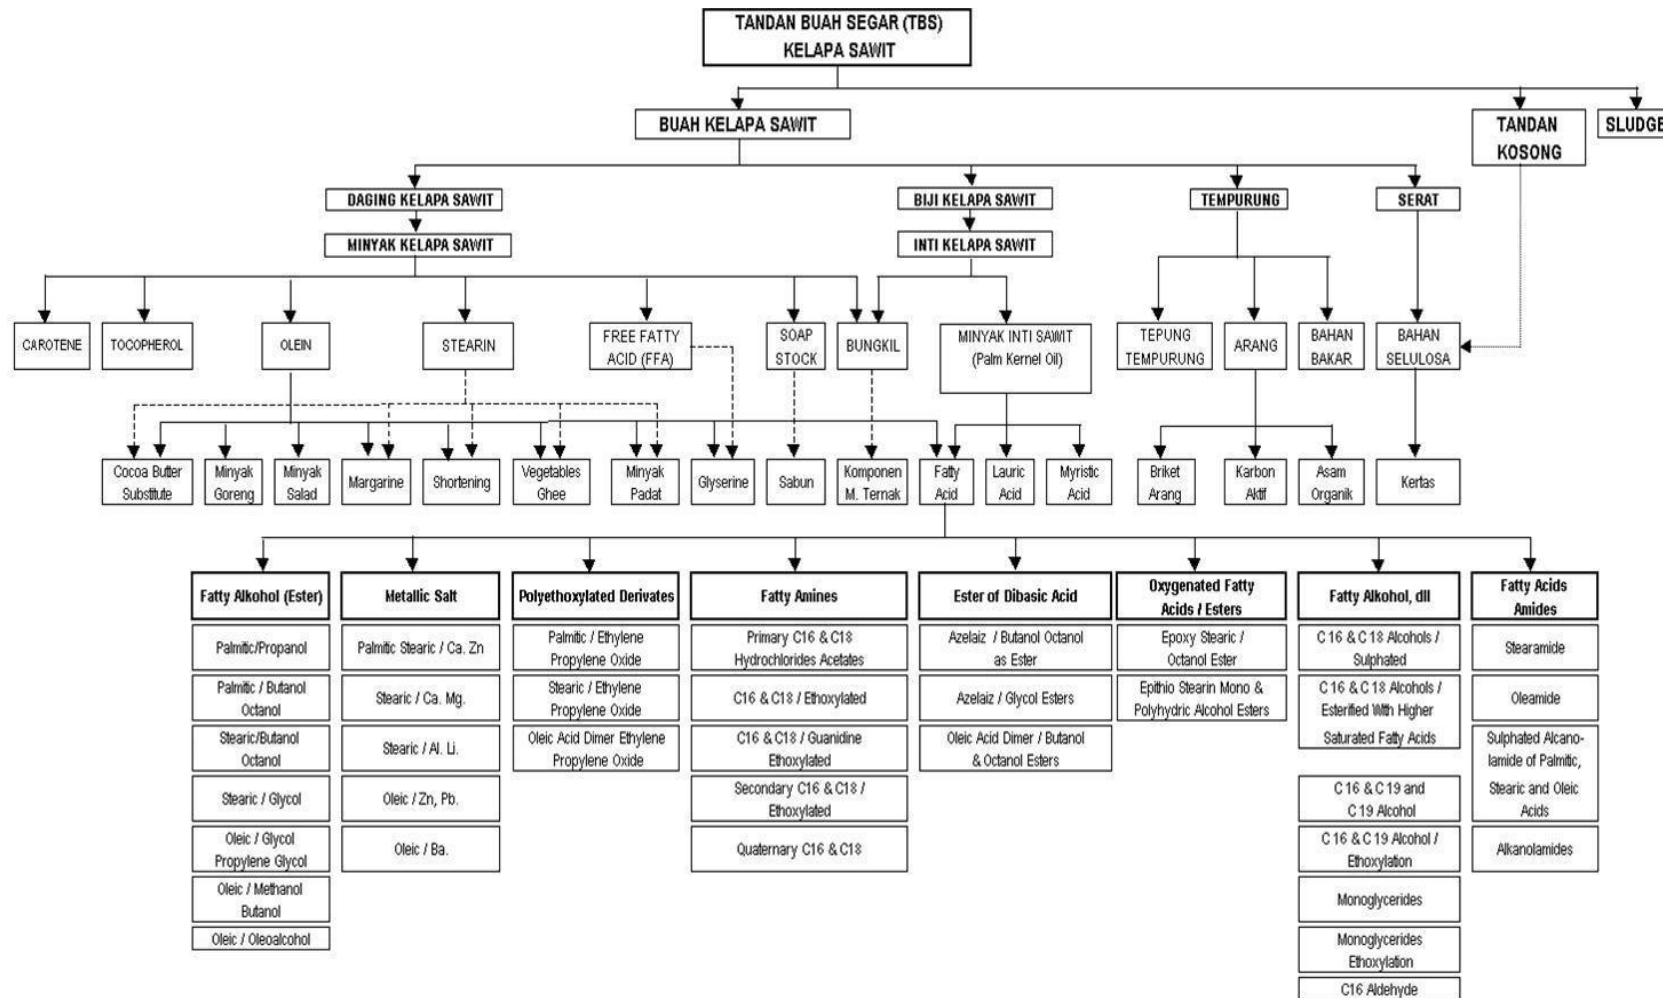 TANDAN BUAH SEGAR (TBS)
KELAPA SAWIT
BUAH KELAPA SAWIT
TANDAN
KOSONG
SLUDGE
DAGING KELAPA SAWIT
BIJI KELAPA SAWIT
TEMPURUNG
SERAT
MINYAK KELAPA SAWIT
INTI KELAPA SAWIT
CAROTENE
TOCOPHEROL
OLEIN
STEARIN
FREE FATTY
ACID (FFA)
SOAP
STOCK
BUNGKIL
MINYAK INTI SAWIT
(Palm Kernel Oil)
TEPUNG
TEMPURUNG
ARANG
BAHAN
BAKAR
BAHAN
SELULOSA
Cocoa Butter
Substitute
Minyak
Goreng
Minyak
Salad
Margarine
Shortening
Vegetables
Ghee
Minyak
Padat
Glyserine
Sabun
Komponen
M. Ternak
Fatty
Acid
Lauric
Acid
Myristic
Acid
Briket
Arang
Karbon
Aktif
Asam
Organik
Kertas
Fatty Alkohol (Ester)
Palmitic/Propanol
Palmitic / Butanol
Octanol
Stearic/Butanol
Octanol
Stearic / Glycol
Oleic / Glycol
Propylene Glycol
Oleic / Methanol
Butanol
Oleic / Oleoalcohol
Metallic Salt
Palmitic Stearic / Ca. Zn
Stearic / Ca. Mg.
Stearic / Al. Li.
Oleic / Zn, Pb.
Oleic / Ba.
Polyethoxylated Derivates
Palmitic / Ethylene
Propylene Oxide
Stearic / Ethylene
Propylene Oxide
Oleic Acid Dimer Ethylene
Propylene Oxide
Fatty Amines
Primary C16 & C18
Hydrochlorides Acetates
C16 & C18 / Ethoxylated
C16 & C18 / Guanidine
Ethoxylated
Secondary C16 & C18 /
Ethoxylated
Quaternary C16 & C18
Ester of Dibasic Acid
Azelaiz / Butanol Octanol
as Ester
Azelaiz / Glycol Esters
Oleic Acid Dimer / Butanol
& Octanol Esters
Oxygenated Fatty
Acids / Esters
Epoxy Stearic /
Octanol Ester
Epithio Stearin Mono &
Polyhydric Alcohol Esters
Fatty Alkohol, dll
C 16 & C 18 Alcohols /
Sulphated
C 16 & C 18 Alcohols /
Esterified With Higher
Saturated Fatty Acids
C 16 & C 19 and
C 19 Alcohol
C 16 & C 19 Alcohol /
Ethoxylation
Monoglycerides
Monoglycerides
Ethoxylation
C16 Aldehyde
Fatty Acids
Amides
Stearamide
Oleamide
Sulphated Alcano-
lamide of Palmitic,
Stearic and Oleic
Acids
Alkanolamides